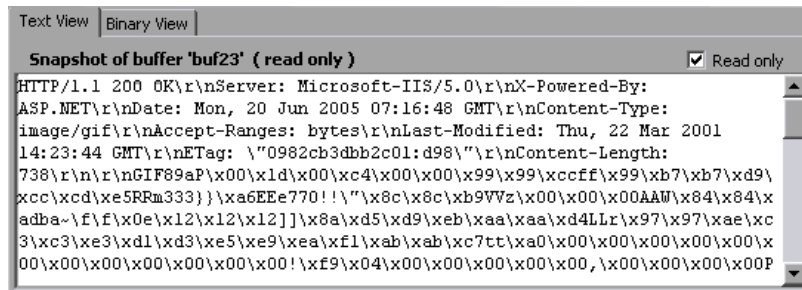 Text View Binary View
Snapshot of buffer 'buf23' ( read only ) Read only
HTTP/1.1 200 OK\r\nServer: Microsoft-IIS/5.0\r\nX-Powered-By:
ASP.NET\r\nDate: Mon, 20 Jun 2005 07:16:48 GMT\r\nContent-Type:
image/gif\r\nAccept-Ranges: bytes\r\nLast-Modified: Thu, 22 Mar 2001
14:23:44 GMT\r\nETag: \"0982cb3dbb2c01:d98\"\r\nContent-Length:
738\r\n\r\nGIF89aP\x00\x1d\x00\xc4\x00\x00\x99\x99\xccff\x99\xb7\xb7\xd9\
xcc\xcd\xe5RRm333}}\xa6EEe770!!\"\x8c\x8c\xb9VVz\x00\x00\x00AAW\x84\x84\x
adba~\f\f\x0e\x12\x12\x12]]\x8a\xd5\xd9\xeb\xaa\xaa\xd4LLr\x97\x97\xae\xc
3\xc3\xe3\xd1\xd3\xe5\xe9\xea\xf1\xab\xab\xc7tt\xa0\x00\x00\x00\x00\x00\x
00\x00\x00\x00\x00\x00\x00!\xf9\x04\x00\x00\x00\x00\x00,\x00\x00\x00\x00P